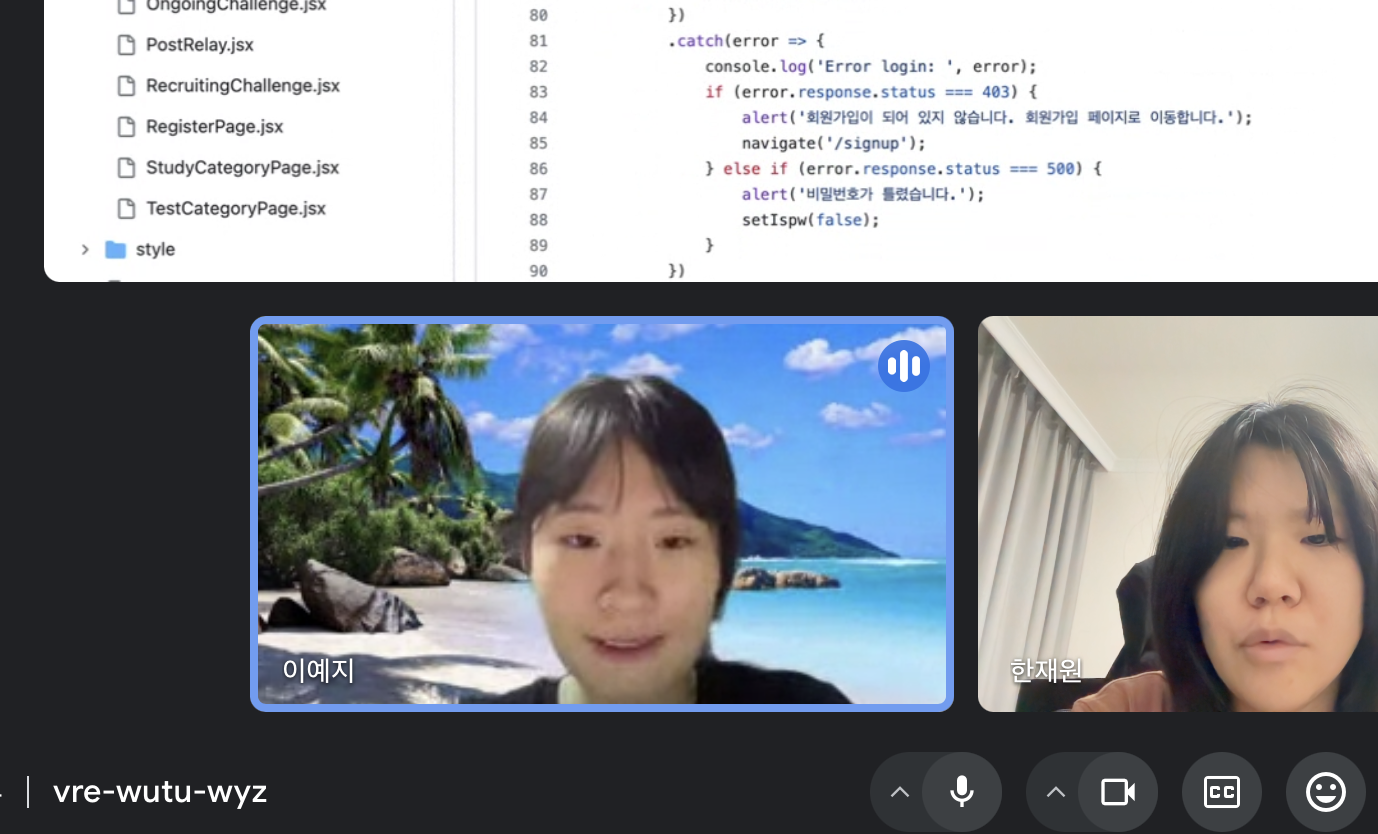 OngoingChallenge.jsx
PostRelay.jsx
RecruitingChallenge.jsx
RegisterPage.jsx
StudyCategoryPage.jsx
TestCategoryPage.jsx
style
80 })
81 .catch(error => {
82 console.log('Error login: ', error);
83 if (error.response.status === 403) {
84 alert('회원가입이 되어 있지 않습니다. 회원가입 페이지로 이동합니다.');
85 navigate('/signup');
86 } else if (error.response.status === 500) {
87 alert('비밀번호가 틀렸습니다.');
88 setIspw(false);
89 }
90 })
이예지
한재원
vre-wutu-wyz
CC